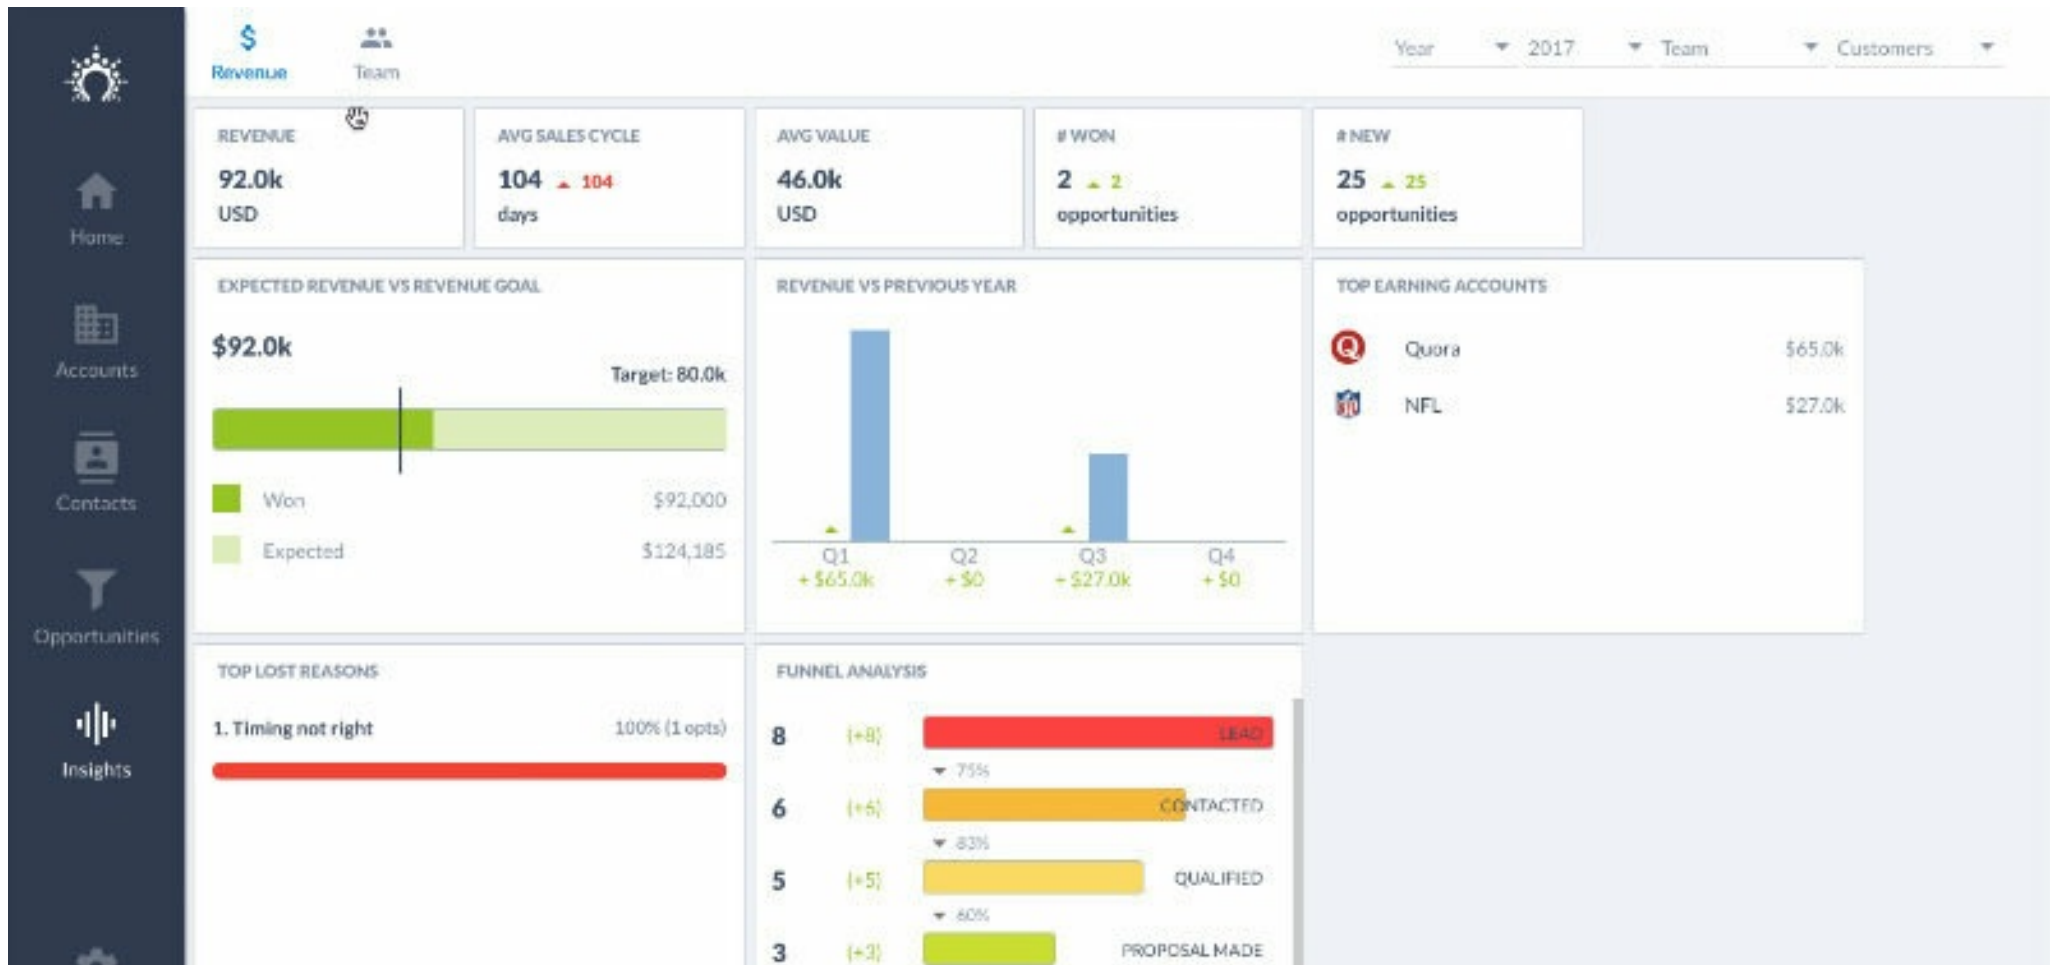 Revenue
Team
Year
2017
Team
Customers
Home
Accounts
Contacts
Opportunities
Insights
REVENUE
92.0k
USD
AVG SALES CYCLE
104 104
days
AVG VALUE
46.0k
USD
# WON
2 2
opportunities
# NEW
25 25
opportunities
EXPECTED REVENUE VS REVENUE GOAL
$92.0k
Target: 80.0k
Won $92,000
Expected $124,185
REVENUE VS PREVIOUS YEAR
Q1 Q2 Q3 Q4
+ $65.0k + $0 + $27.0k + $0
TOP EARNING ACCOUNTS
Quora $65.0k
NFL $27.0k
TOP LOST REASONS
1. Timing not right 100% (1 opts)
FUNNEL ANALYSIS
8 (+8) LEAD
75%
6 (+6) CONTACTED
83%
5 (+5) QUALIFIED
60%
3 (+3) PROPOSAL MADE